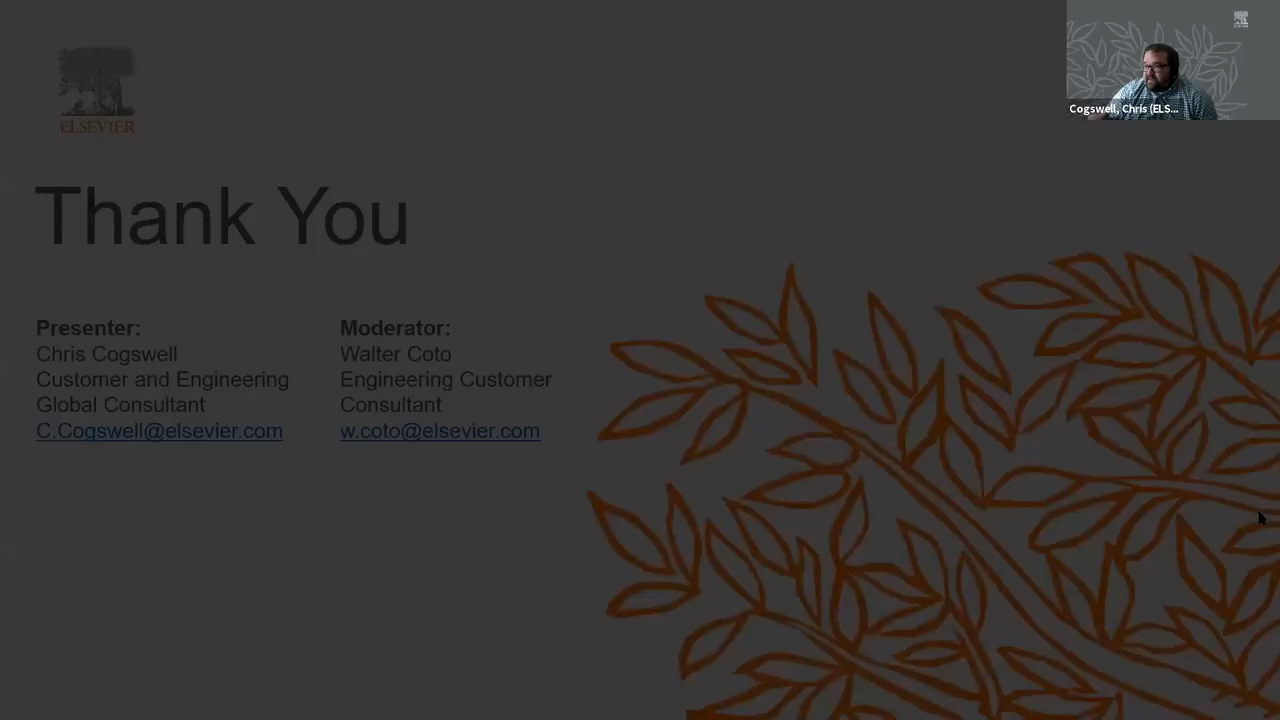 Cogswell, Chris (ELS...
ELSEVIER
Thank You
Presenter:
Chris Cogswell
Customer and Engineering
Global Consultant
C.Cogswell@elsevier.com
Moderator:
Walter Coto
Engineering Customer
Consultant
w.coto@elsevier.com